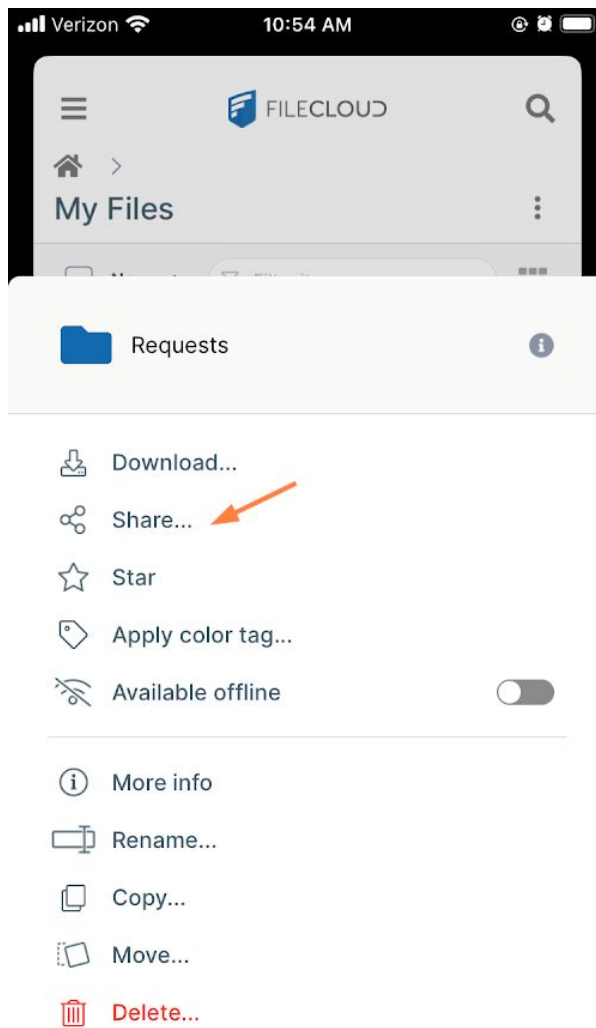 Verizon 10:54 AM
FILECLOUD
My Files
Requests
Download...
Share...
Star
Apply color tag...
Available offline
More info
Rename...
Copy...
Move...
Delete...